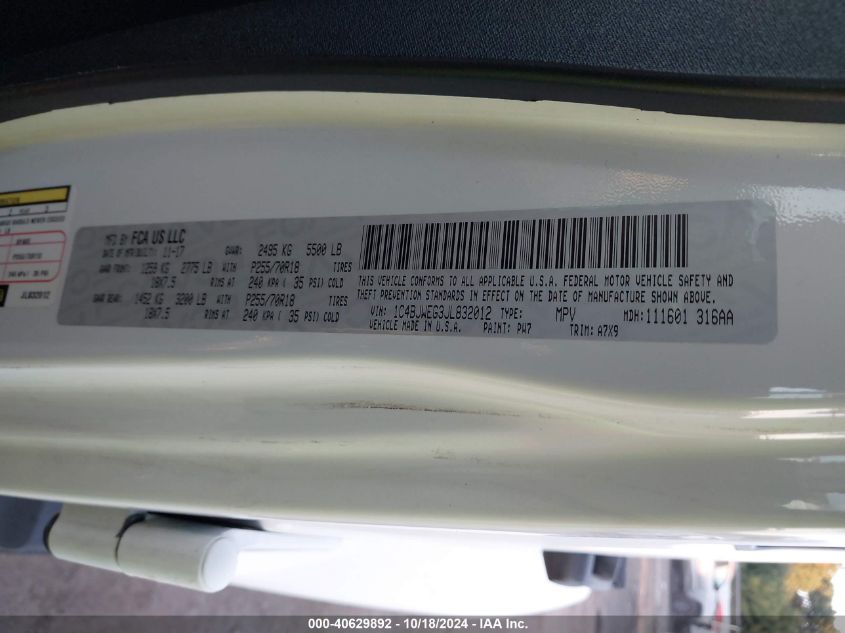 MFD BY FCA US LLC
DATE OF MFR 11-17 GVWR: 2495 KG 5500 LB
GAWR FRONT: 1259 KG 2775 LB WITH P255/70R18 TIRES
18X7.5 RIMS AT 240 KPA ( 35 PSI) COLD
GAWR REAR: 1452 KG 3200 LB WITH P255/70R18 TIRES
18X7.5 RIMS AT 240 KPA ( 35 PSI) COLD
THIS VEHICLE CONFORMS TO ALL APPLICABLE U.S.A. FEDERAL MOTOR VEHICLE SAFETY AND
THEFT PREVENTION STANDARDS IN EFFECT ON THE DATE OF MANUFACTURE SHOWN ABOVE.
VIN: 1C4BJWEG3JL832012 TYPE: MPV MDH: 111601 316AA
VEHICLE MADE IN U.S.A. PAINT: PW7 TRIM: A7X9
JL832012
000-40629892 - 10/18/2024 - IAA Inc.